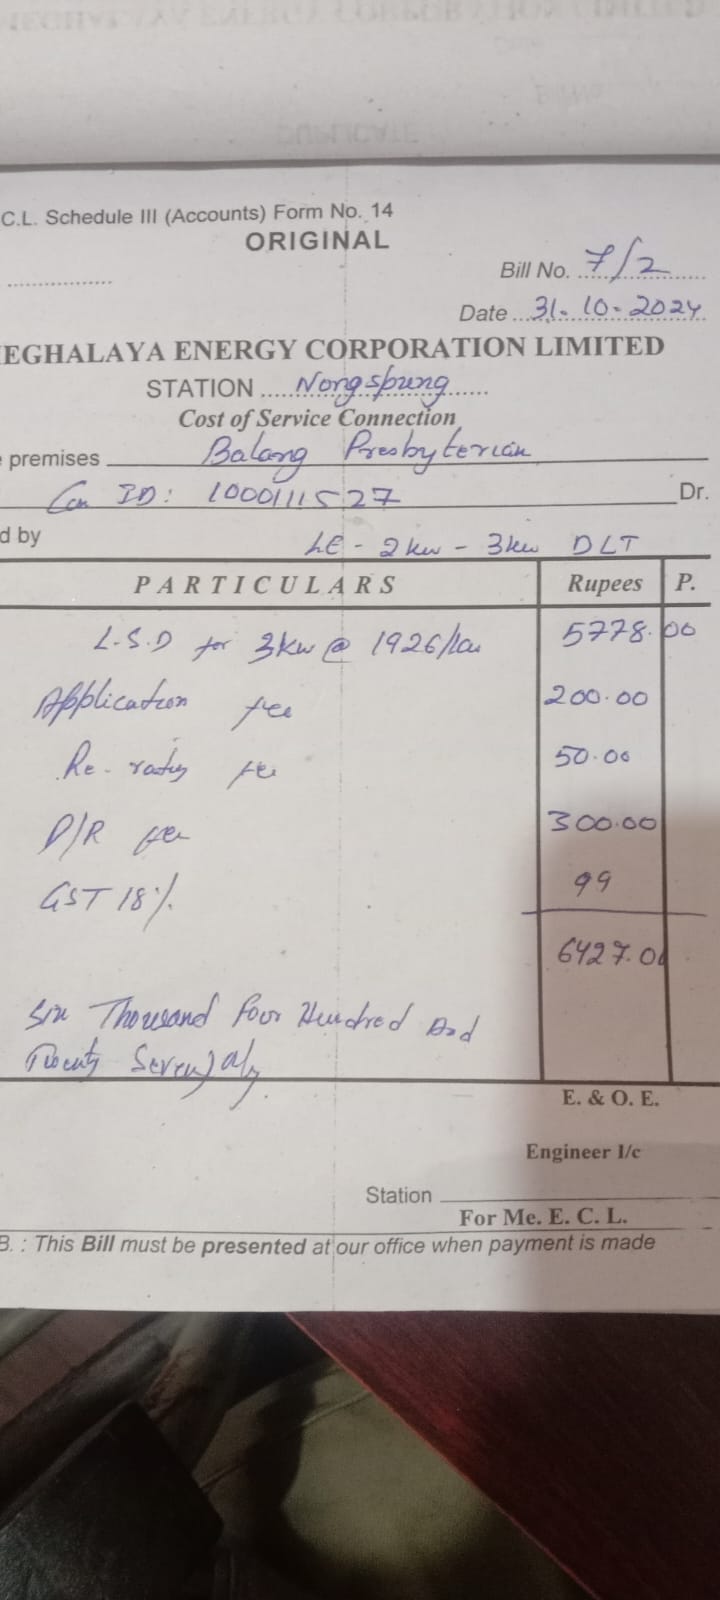 C.L. Schedule III (Accounts) Form No. 14
ORIGINAL
Bill No. 7/2
Date 31.10.2024
EGHALAYA ENERGY CORPORATION LIMITED
STATION Nongspung
Cost of Service Connection
premises Balang Presbyterian
Con ID: 1000111527 Dr.
d by
LE - 2kw - 3kw DLT
PARTICULARS Rupees P.
L.S.D for 3kw @ 1926/ 5778.00
Application fee 200.00
Re-rating fee 50.00
D/R fee 300.00
GST 18% 99
6427.00
Six Thousand Four Hundred And
Twenty Seven) only.
E. & O. E.
Engineer I/c
Station
For Me. E. C. L.
B. : This Bill must be presented at our office when payment is made